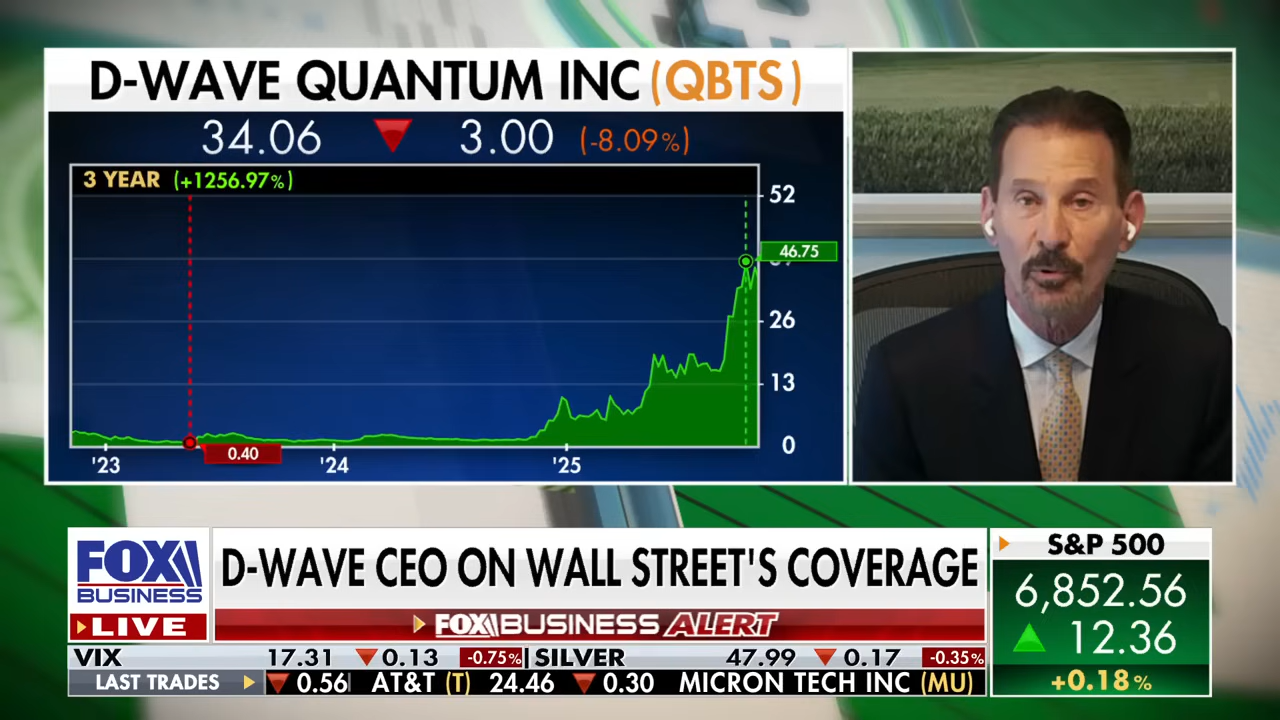 D-WAVE QUANTUM INC (QBTS)
34.06 3.00 (-8.09%)
3 YEAR (+1256.97%)
52
46.75
26
13
0
0.40
'23 '24 '25
FOX BUSINESS
LIVE
D-WAVE CEO ON WALL STREET'S COVERAGE
FOX BUSINESS ALERT
S&P 500
6,852.56
12.36
+0.18%
VIX 17.31 0.13 -0.75% SILVER 47.99 0.17 -0.35%
LAST TRADES 0.56 AT&T (T) 24.46 0.30 MICRON TECH INC (MU)